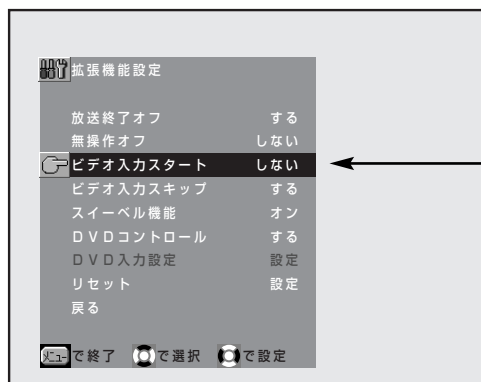 拡張機能設定
放送終了オフ する
無操作オフ しない
ビデオ入力スタート しない
ビデオ入力スキップ する
スイーベル機能 オン
DVDコントロール する
DVD入力設定 設定
リセット 設定
戻る
メニューで終了 で選択 で設定